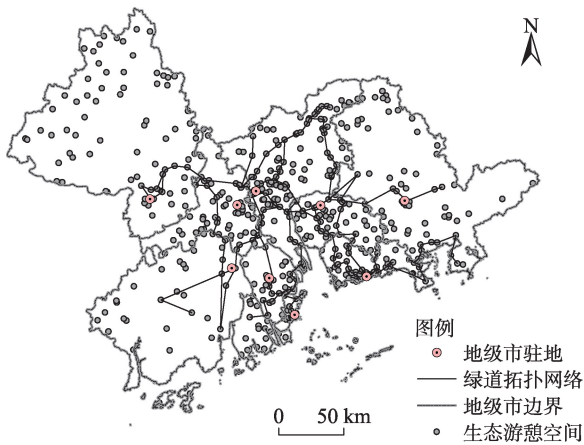 N
图例
地级市驻地
绿道拓扑网络
地级市边界
生态游憩空间
0 50 km